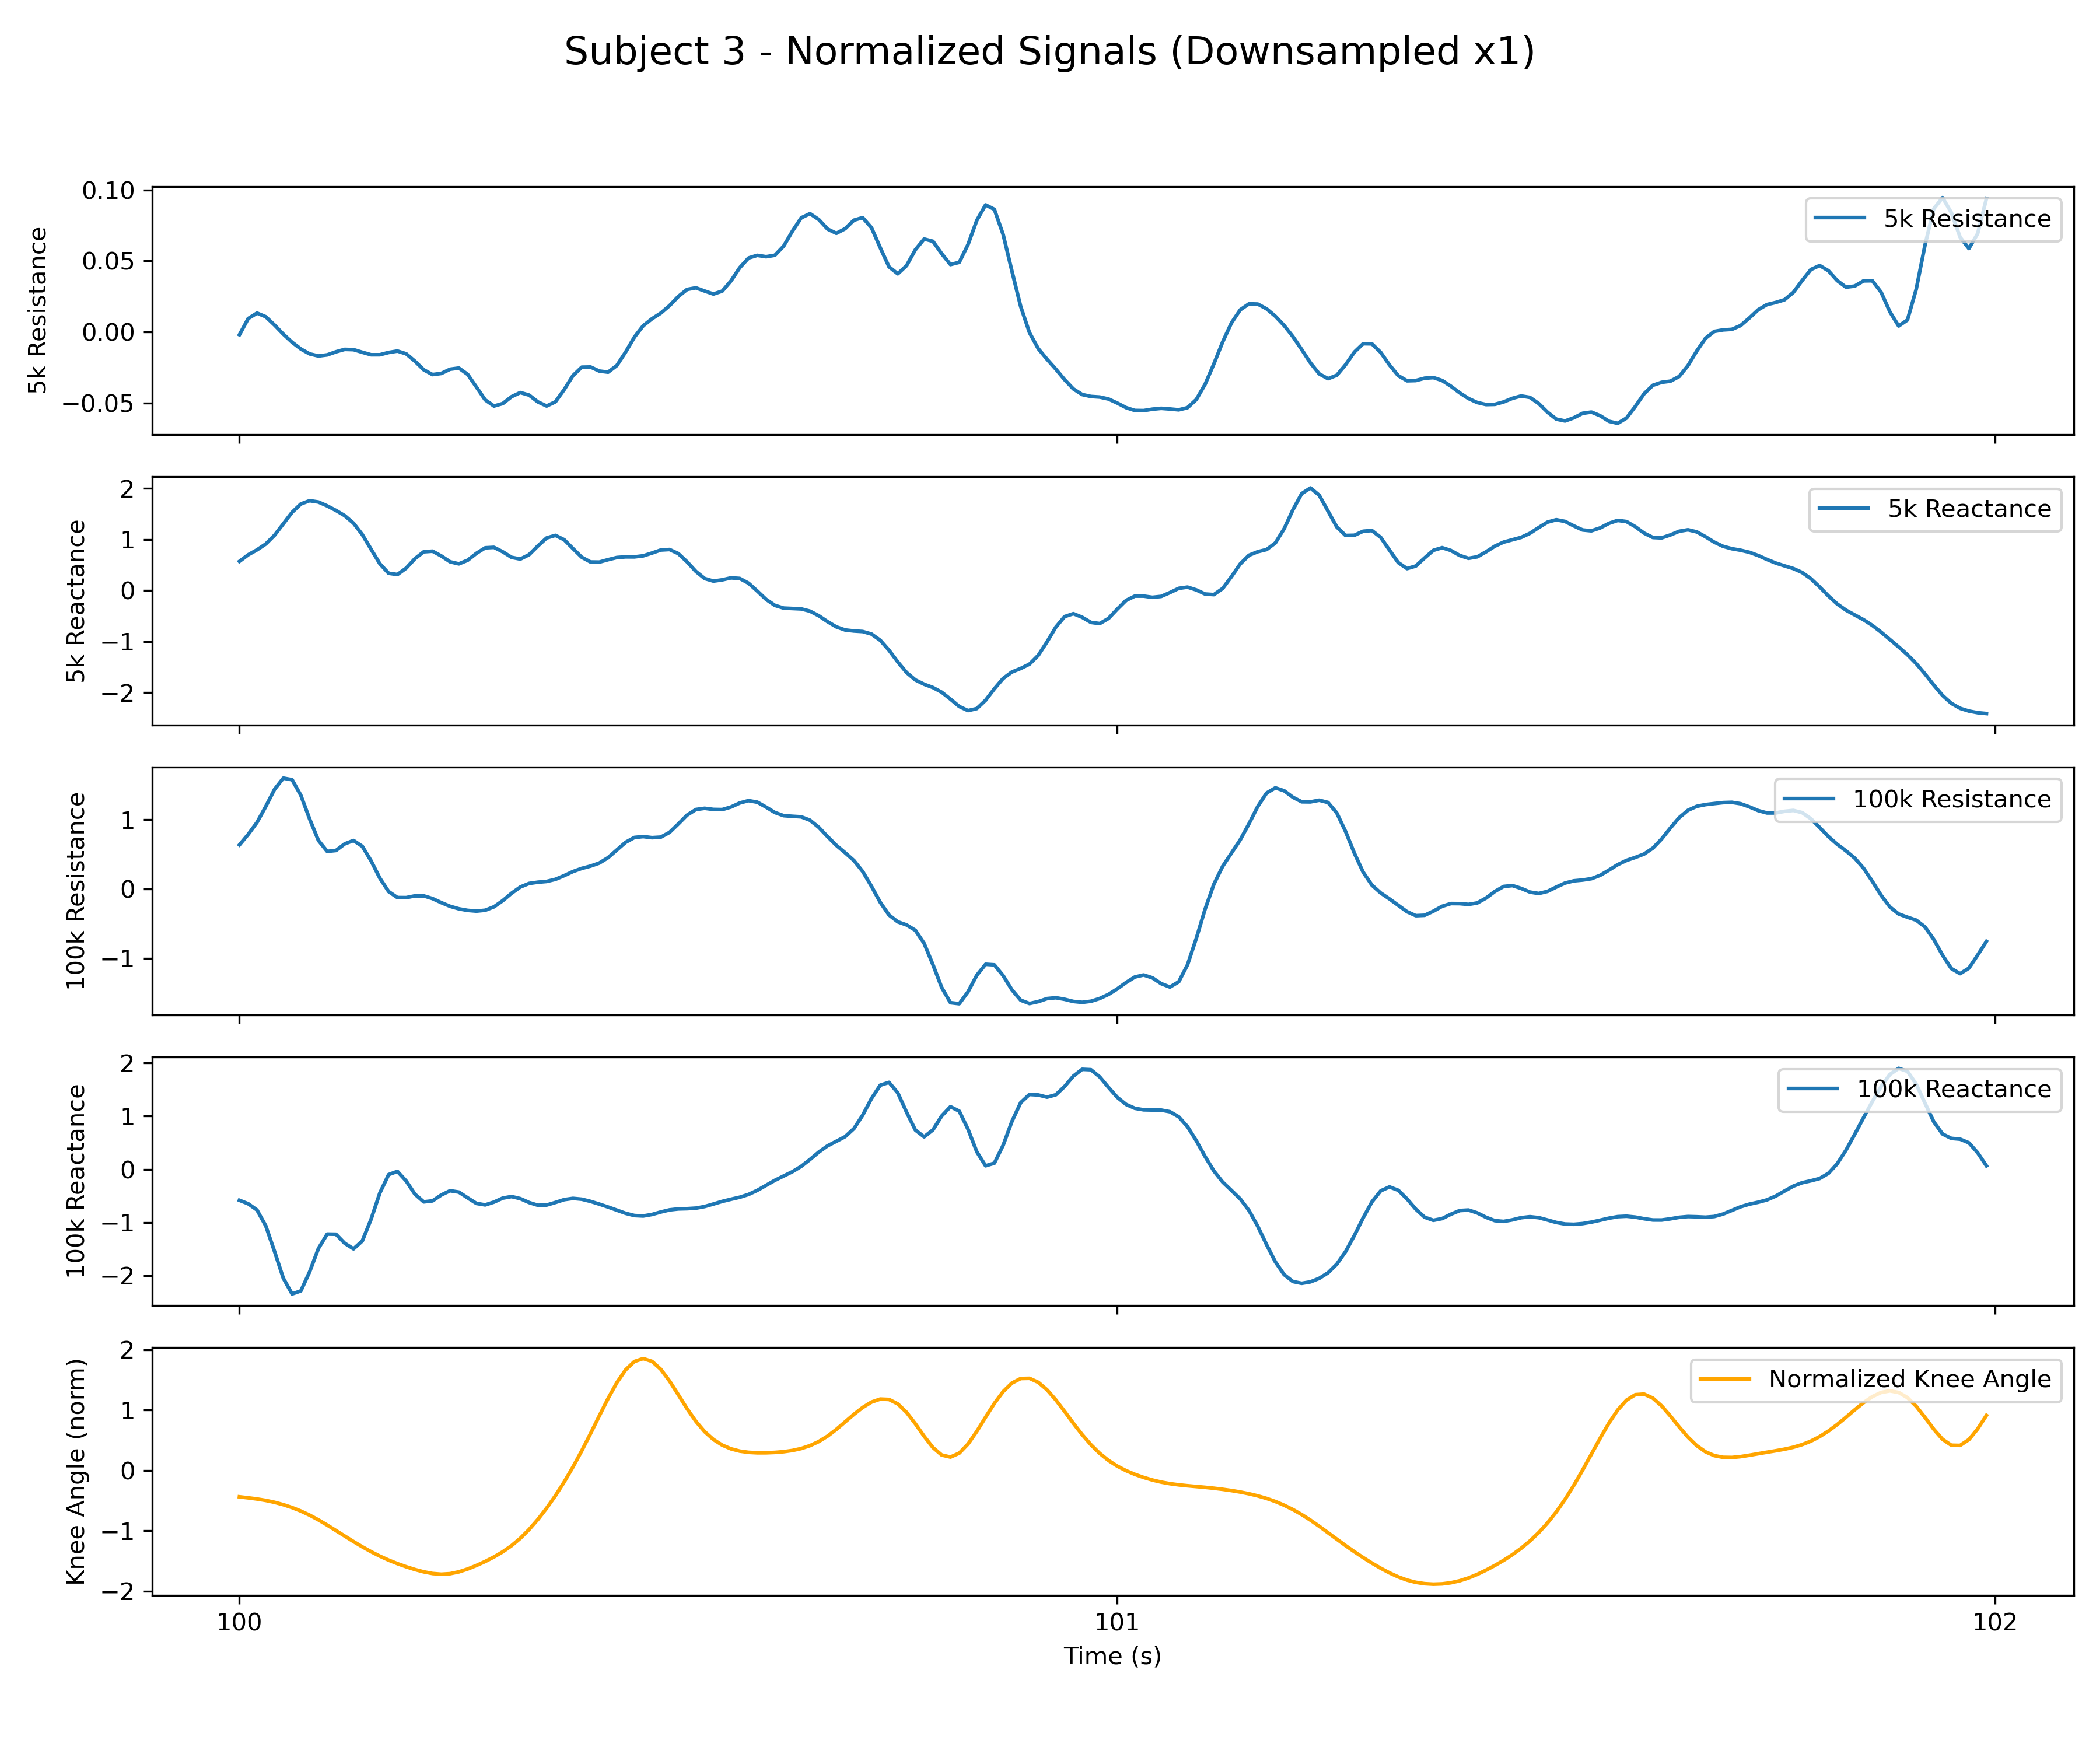 Subject 3 - Normalized Signals (Downsampled x1)
5k Resistance
0.10
0.05
0.00
−0.05
5k Resistance
5k Reactance
2
1
0
−1
−2
5k Reactance
100k Resistance
1
0
−1
100k Resistance
100k Reactance
2
1
0
−1
−2
100k Reactance
Knee Angle (norm)
2
1
0
−1
−2
Normalized Knee Angle
100 101 102
Time (s)